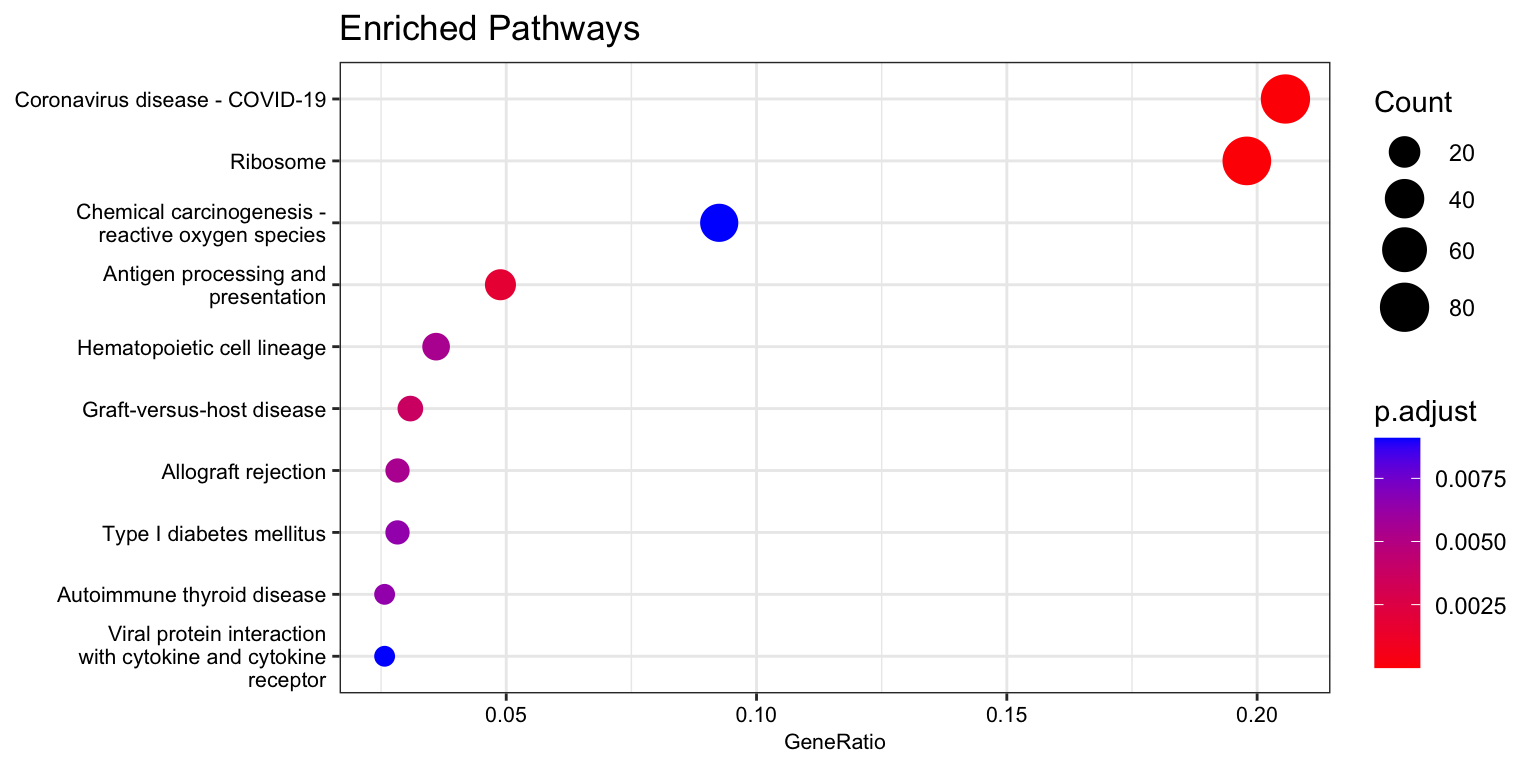 Enriched Pathways
Coronavirus disease - COVID-19
Ribosome
Chemical carcinogenesis -
reactive oxygen species
Antigen processing and
presentation
Hematopoietic cell lineage
Graft-versus-host disease
Allograft rejection
Type I diabetes mellitus
Autoimmune thyroid disease
Viral protein interaction
with cytokine and cytokine
receptor
0.05 0.10 0.15 0.20
GeneRatio
Count
20
40
60
80
p.adjust
0.0075
0.0050
0.0025